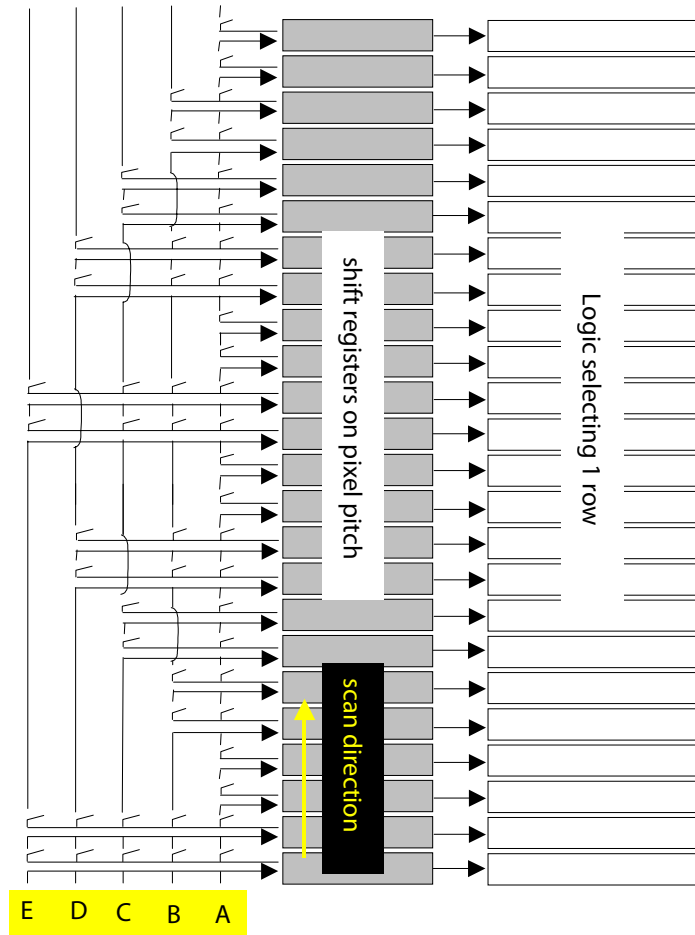 shift registers on pixel pitch
Logic selecting 1 row
scan direction
E D C B A